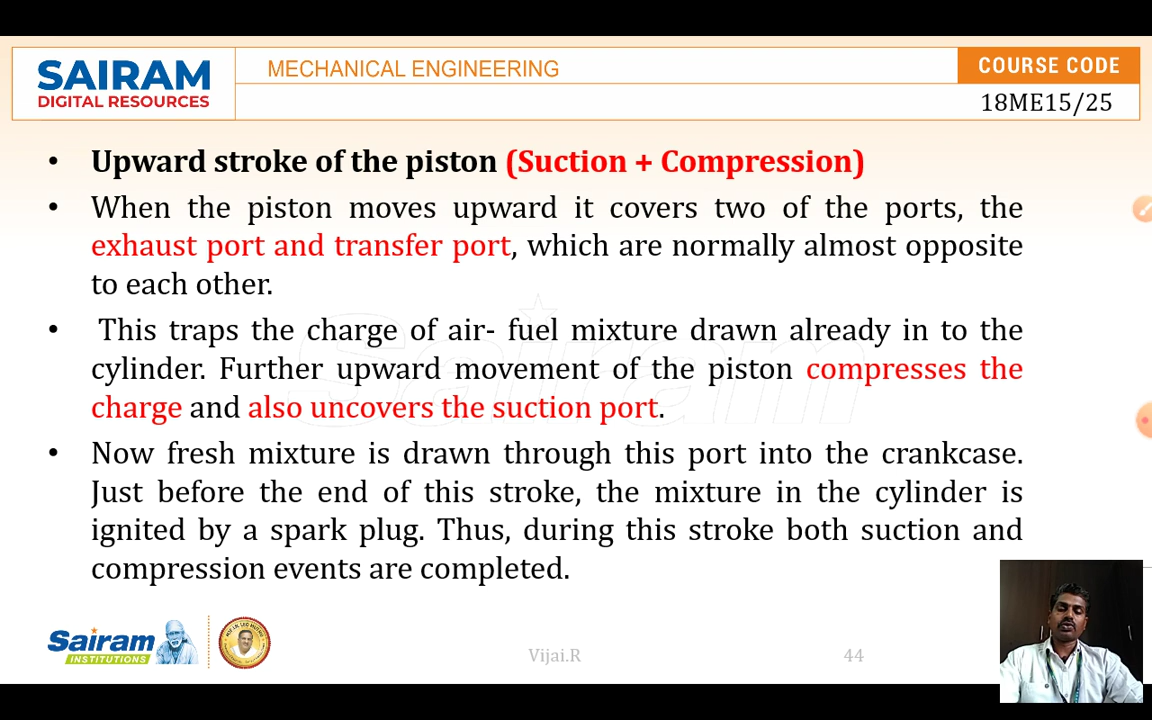 SAIRAM
DIGITAL RESOURCES
MECHANICAL ENGINEERING
COURSE CODE
18ME15/25
• Upward stroke of the piston (Suction + Compression)
• When the piston moves upward it covers two of the ports, the
exhaust port and transfer port, which are normally almost opposite
to each other.
• This traps the charge of air- fuel mixture drawn already in to the
cylinder. Further upward movement of the piston compresses the
charge and also uncovers the suction port.
• Now fresh mixture is drawn through this port into the crankcase.
Just before the end of this stroke, the mixture in the cylinder is
ignited by a spark plug. Thus, during this stroke both suction and
compression events are completed.
Sairam
Sairam
INSTITUTIONS
Vijai.R
44